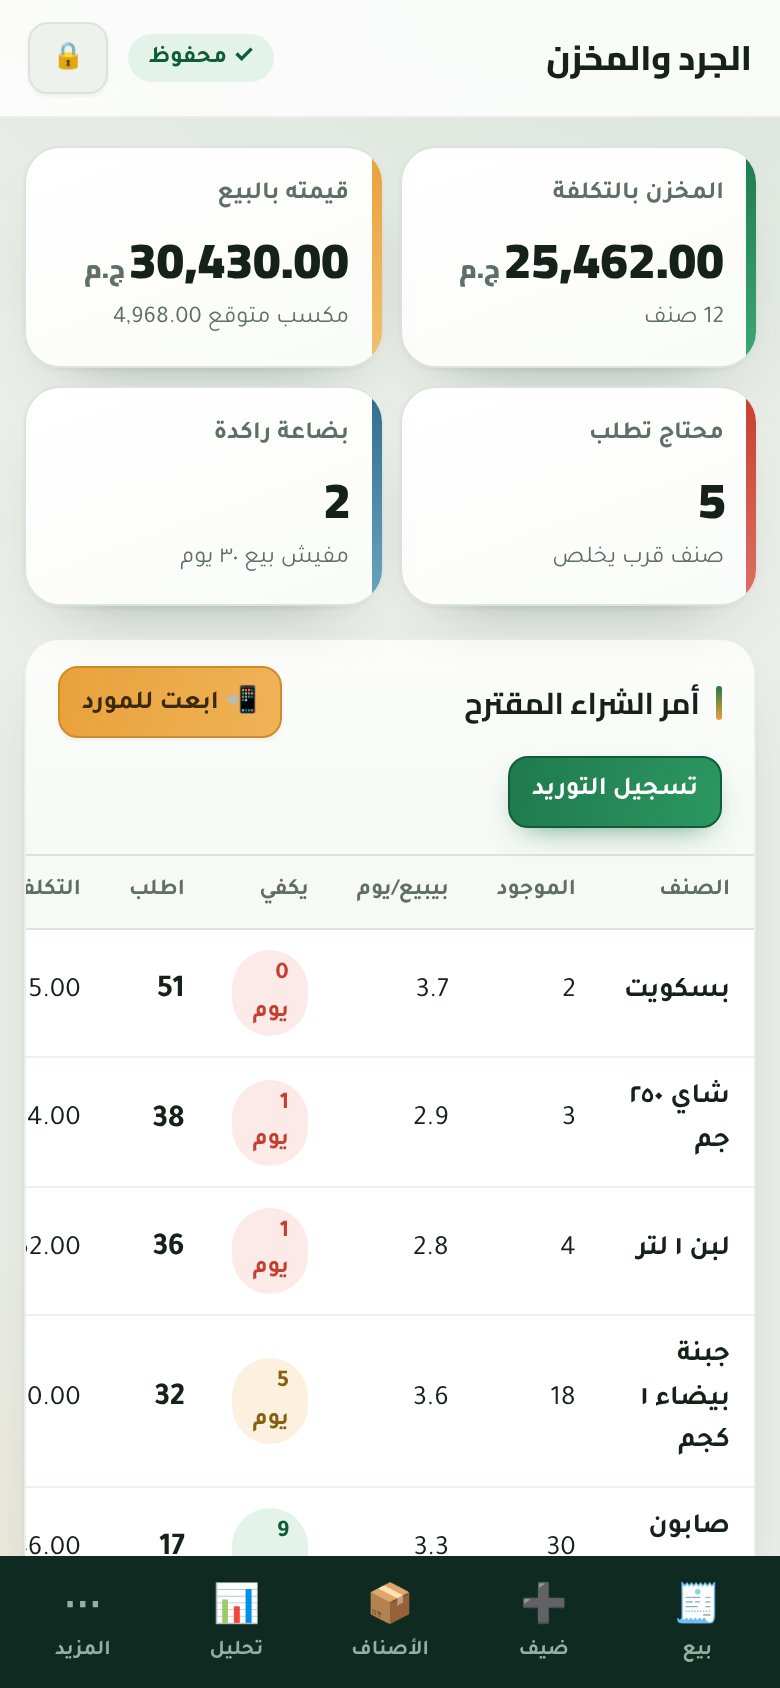 الجرد والمخزن
✓ محفوظ
المخزن بالتكلفة
25,462.00 ج.م
12 صنف
قيمته بالبيع
30,430.00 ج.م
مكسب متوقع 4,968.00
محتاج تطلب
5
صنف قرب يخلص
بضاعة راكدة
2
مفيش بيع ٣٠ يوم
أمر الشراء المقترح
ابعت للمورد
تسجيل التوريد
الصنف الموجود بيبيع/يوم يكفي اطلب
بسكويت 2 3.7 0 يوم 51
شاي ٢٥٠ جم 3 2.9 1 يوم 38
لبن ١ لتر 4 2.8 1 يوم 36
جبنة بيضاء ١ كجم 18 3.6 5 يوم 32
صابون 30 3.3 9 17
بيع
ضيف
الأصناف
تحليل
المزيد